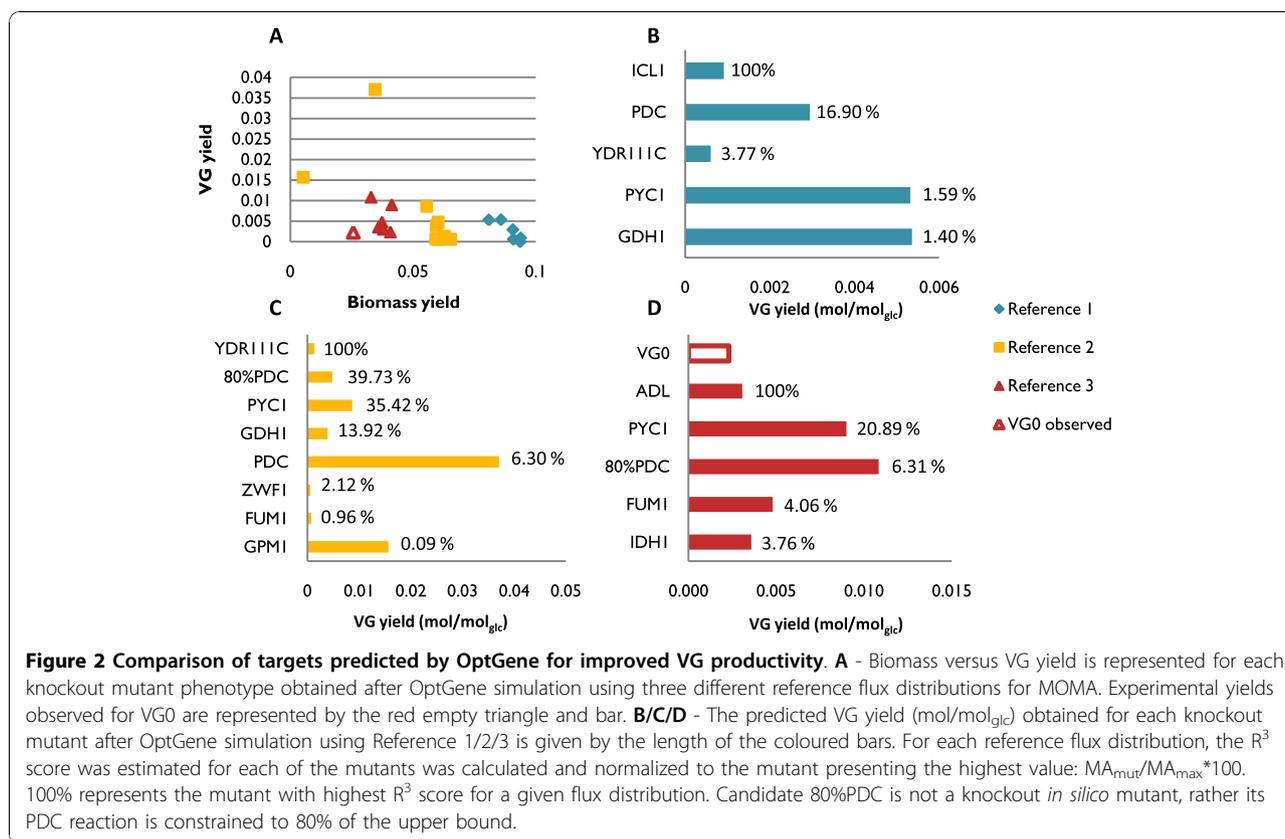 A
0.04
0.035
0.03
0.025
0.02
0.015
0.01
0.005
0
VG yield
0 0.05 0.1
Biomass yield
B
ICL1 100%
PDC 16.90 %
YDR111C 3.77 %
PYC1 1.59 %
GDH1 1.40 %
0 0.002 0.004 0.006
VG yield (mol/molglc)
C
YDR111C 100%
80%PDC 39.73 %
PYC1 35.42 %
GDH1 13.92 %
PDC 6.30 %
ZWF1 2.12 %
FUM1 0.96 %
GPM1 0.09 %
0 0.01 0.02 0.03 0.04 0.05
VG yield (mol/molglc)
D
VG0
ADL 100%
PYC1 20.89 %
80%PDC 6.31 %
FUM1 4.06 %
IDH1 3.76 %
0.000 0.005 0.010 0.015
VG yield (mol/molglc)
Reference 1
Reference 2
Reference 3
VG0 observed
Figure 2 Comparison of targets predicted by OptGene for improved VG productivity. A - Biomass versus VG yield is represented for each
knockout mutant phenotype obtained after OptGene simulation using three different reference flux distributions for MOMA. Experimental yields
observed for VG0 are represented by the red empty triangle and bar. B/C/D - The predicted VG yield (mol/molglc) obtained for each knockout
mutant after OptGene simulation using Reference 1/2/3 is given by the length of the coloured bars. For each reference flux distribution, the R³
score was estimated for each of the mutants was calculated and normalized to the mutant presenting the highest value: MAmut/MAmax*100.
100% represents the mutant with highest R³ score for a given flux distribution. Candidate 80%PDC is not a knockout in silico mutant, rather its
PDC reaction is constrained to 80% of the upper bound.